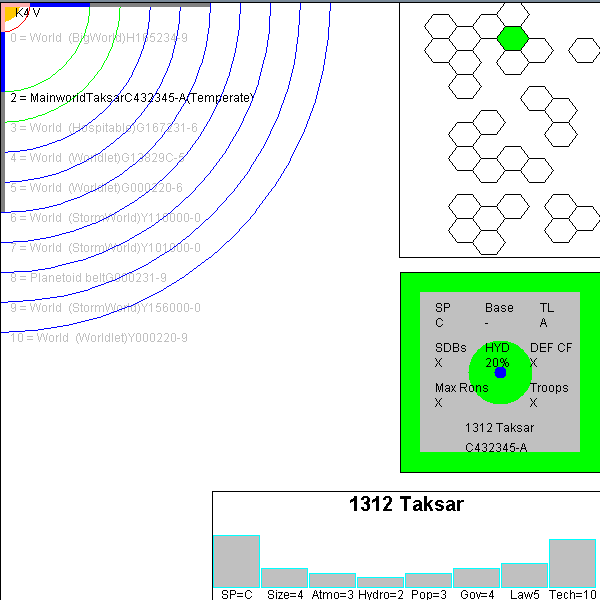 K4 V
0 = World (BigWorld)H165234-9
2 = MainworldTaksarC432345-A(Temperate)
3 = World (Hospitable)G167231-6
4 = World (Worldlet)G13829C-5
5 = World (Worldlet)G000220-6
6 = World (StormWorld)Y110000-0
7 = World (StormWorld)Y101000-0
8 = Planetoid beltG000231-9
9 = World (StormWorld)Y156000-0
10 = World (Worldlet)Y000220-9
SP Base TL
C - A
SDBs HYD DEF CF
X 20% X
Max Rons Troops
X X
1312 Taksar
C432345-A
1312 Taksar
SP=C Size=4 Atmo=3 Hydro=2 Pop=3 Gov=4 Law5 Tech=10